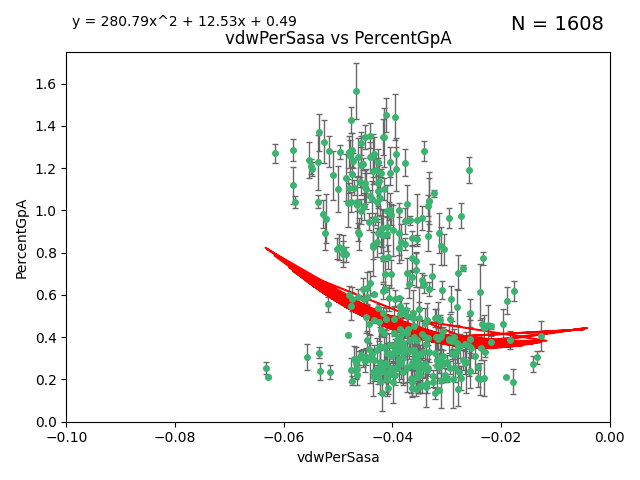 y = 280.79x^2 + 12.53x + 0.49
N = 1608
vdwPerSasa vs PercentGpA
PercentGpA
1.6
1.4
1.2
1.0
0.8
0.6
0.4
0.2
0.0
−0.10 −0.08 −0.06 −0.04 −0.02 0.00
vdwPerSasa